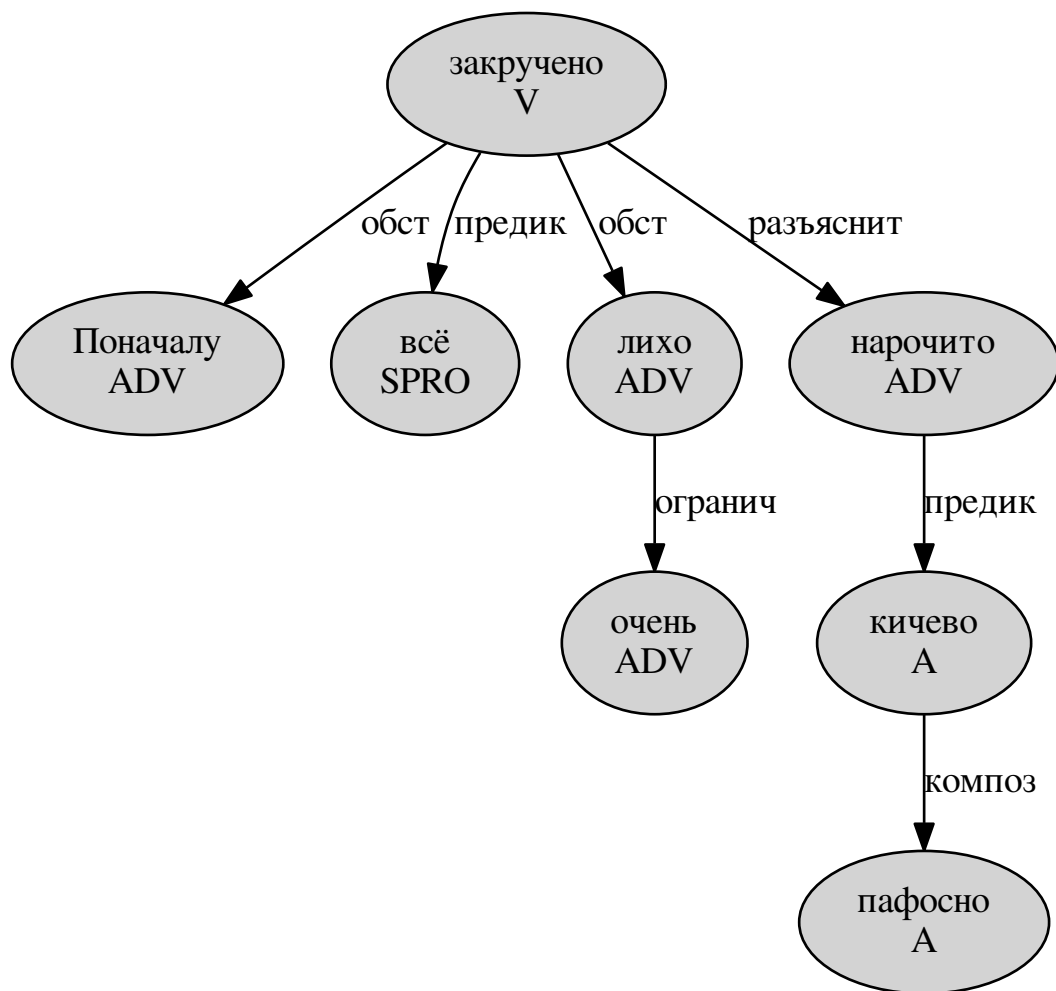 закручено
V
обст
предик
обст
разъяснит
Поначалу
ADV
всё
SPRO
лихо
ADV
нарочито
ADV
огранич
предик
очень
ADV
кичево
A
композ
пафосно
A